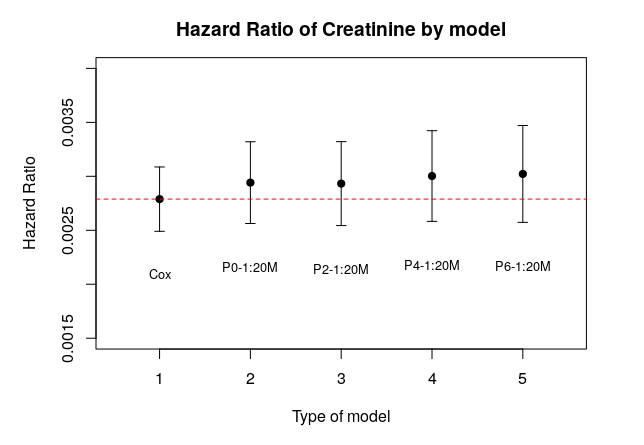 Hazard Ratio of Creatinine by model
Hazard Ratio
0.0035
0.0025
0.0015
Cox
P0-1:20M
P2-1:20M
P4-1:20M
P6-1:20M
1 2 3 4 5
Type of model